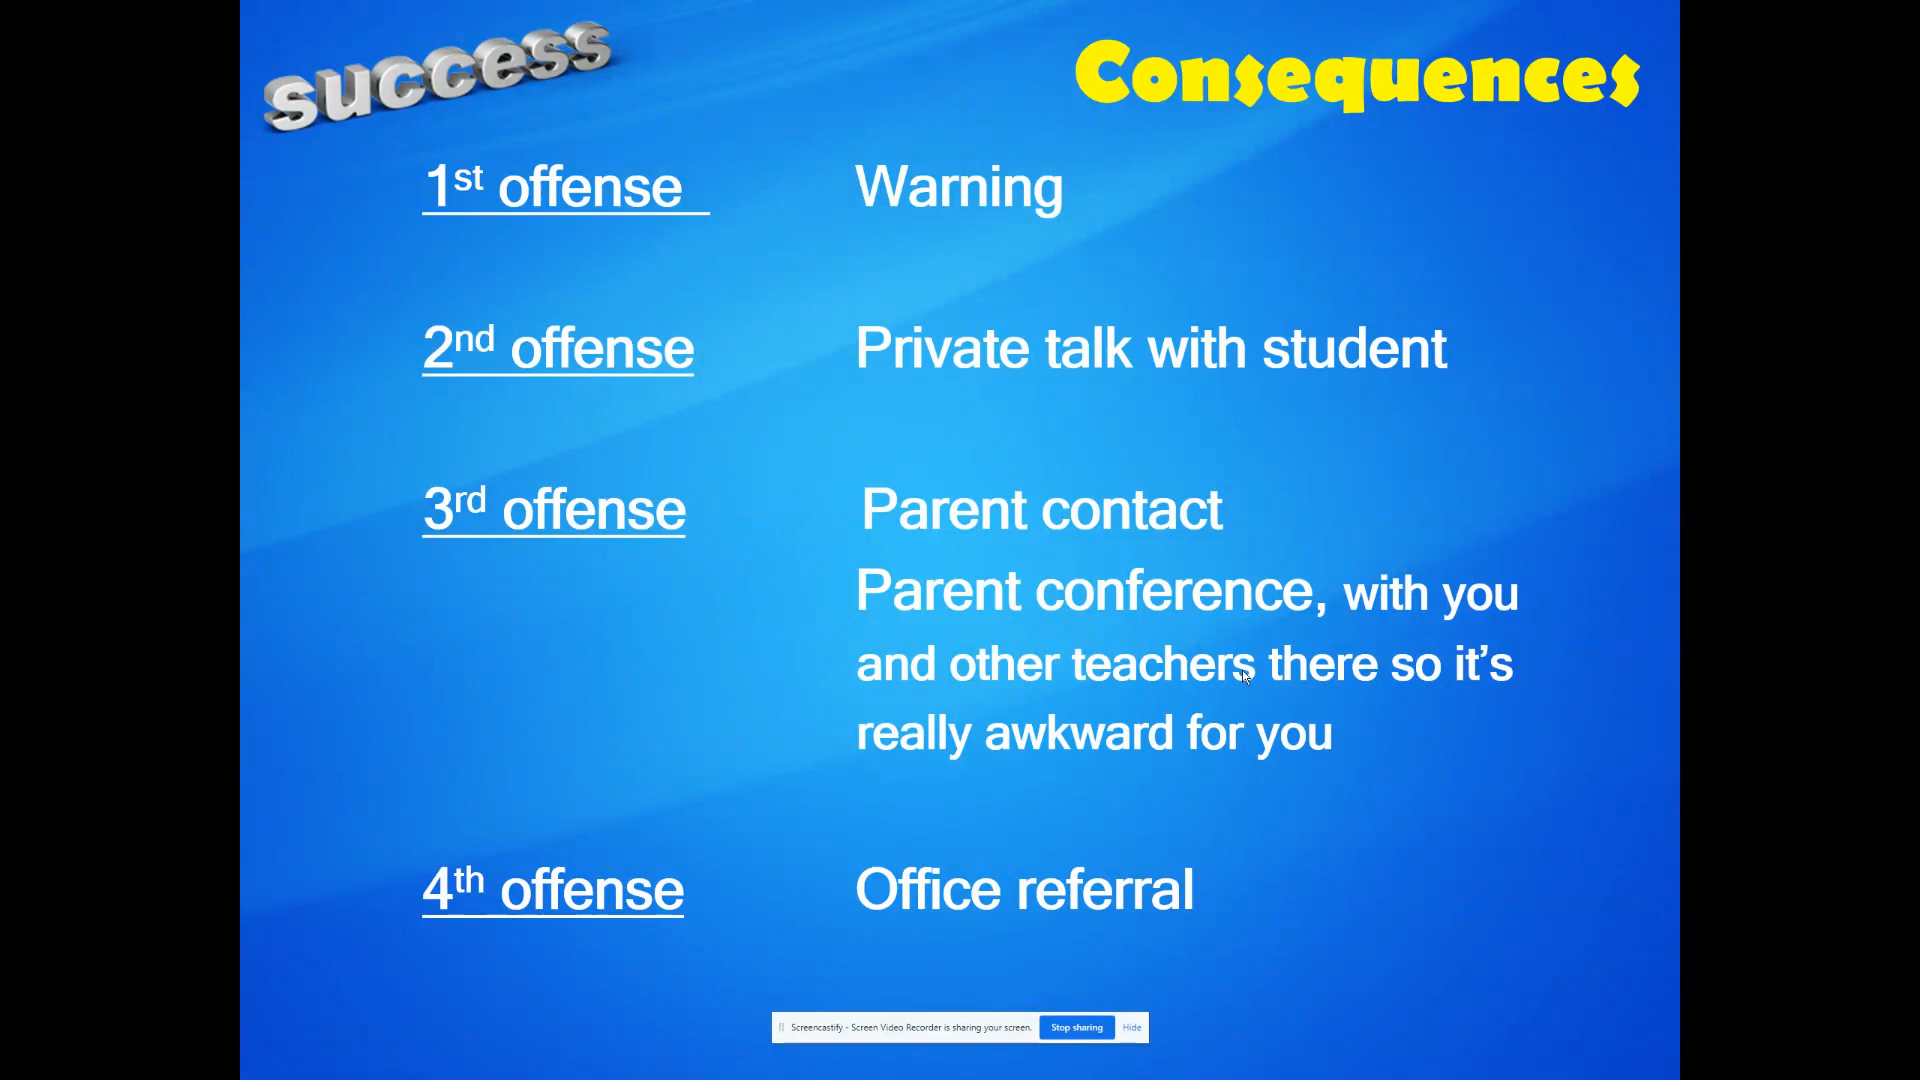 success
Consequences
1st offense Warning
2nd offense Private talk with student
3rd offense Parent contact
Parent conference, with you
and other teachers there so it’s
really awkward for you
4th offense Office referral
Screencastify - Screen Video Recorder is sharing your screen. Stop sharing Hide